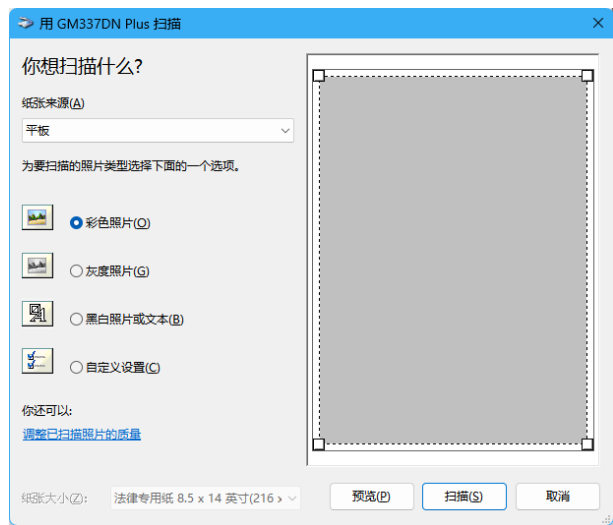 用 GM337DN Plus 扫描
你想扫描什么?
纸张来源(A)
平板
为要扫描的照片类型选择下面的一个选项。
彩色照片(O)
灰度照片(G)
黑白照片或文本(B)
自定义设置(C)
你还可以:
调整已扫描照片的质量
纸张大小(Z): 法律专用纸 8.5 x 14 英寸(216 x
预览(P) 扫描(S) 取消